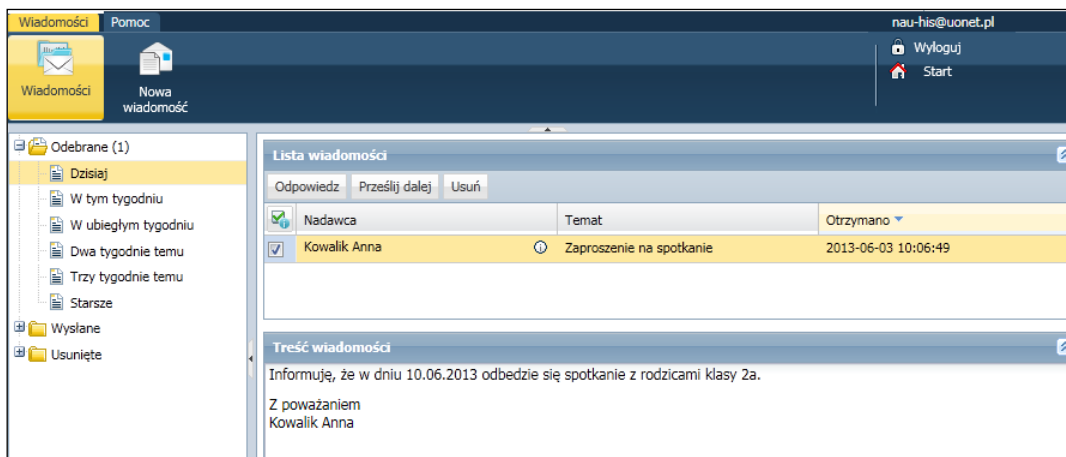 Wiadomości Pomoc nau-his@uonet.pl
Wyloguj
Start
Wiadomości Nowa
wiadomość
Odebrane (1)
Dzisiaj
W tym tygodniu
W ubiegłym tygodniu
Dwa tygodnie temu
Trzy tygodnie temu
Starsze
Wysłane
Usunięte
Lista wiadomości
Odpowiedz Prześlij dalej Usuń
Nadawca Temat Otrzymano
Kowalik Anna Zaproszenie na spotkanie 2013-06-03 10:06:49
Treść wiadomości
Informuję, że w dniu 10.06.2013 odbedzie się spotkanie z rodzicami klasy 2a.
Z poważaniem
Kowalik Anna